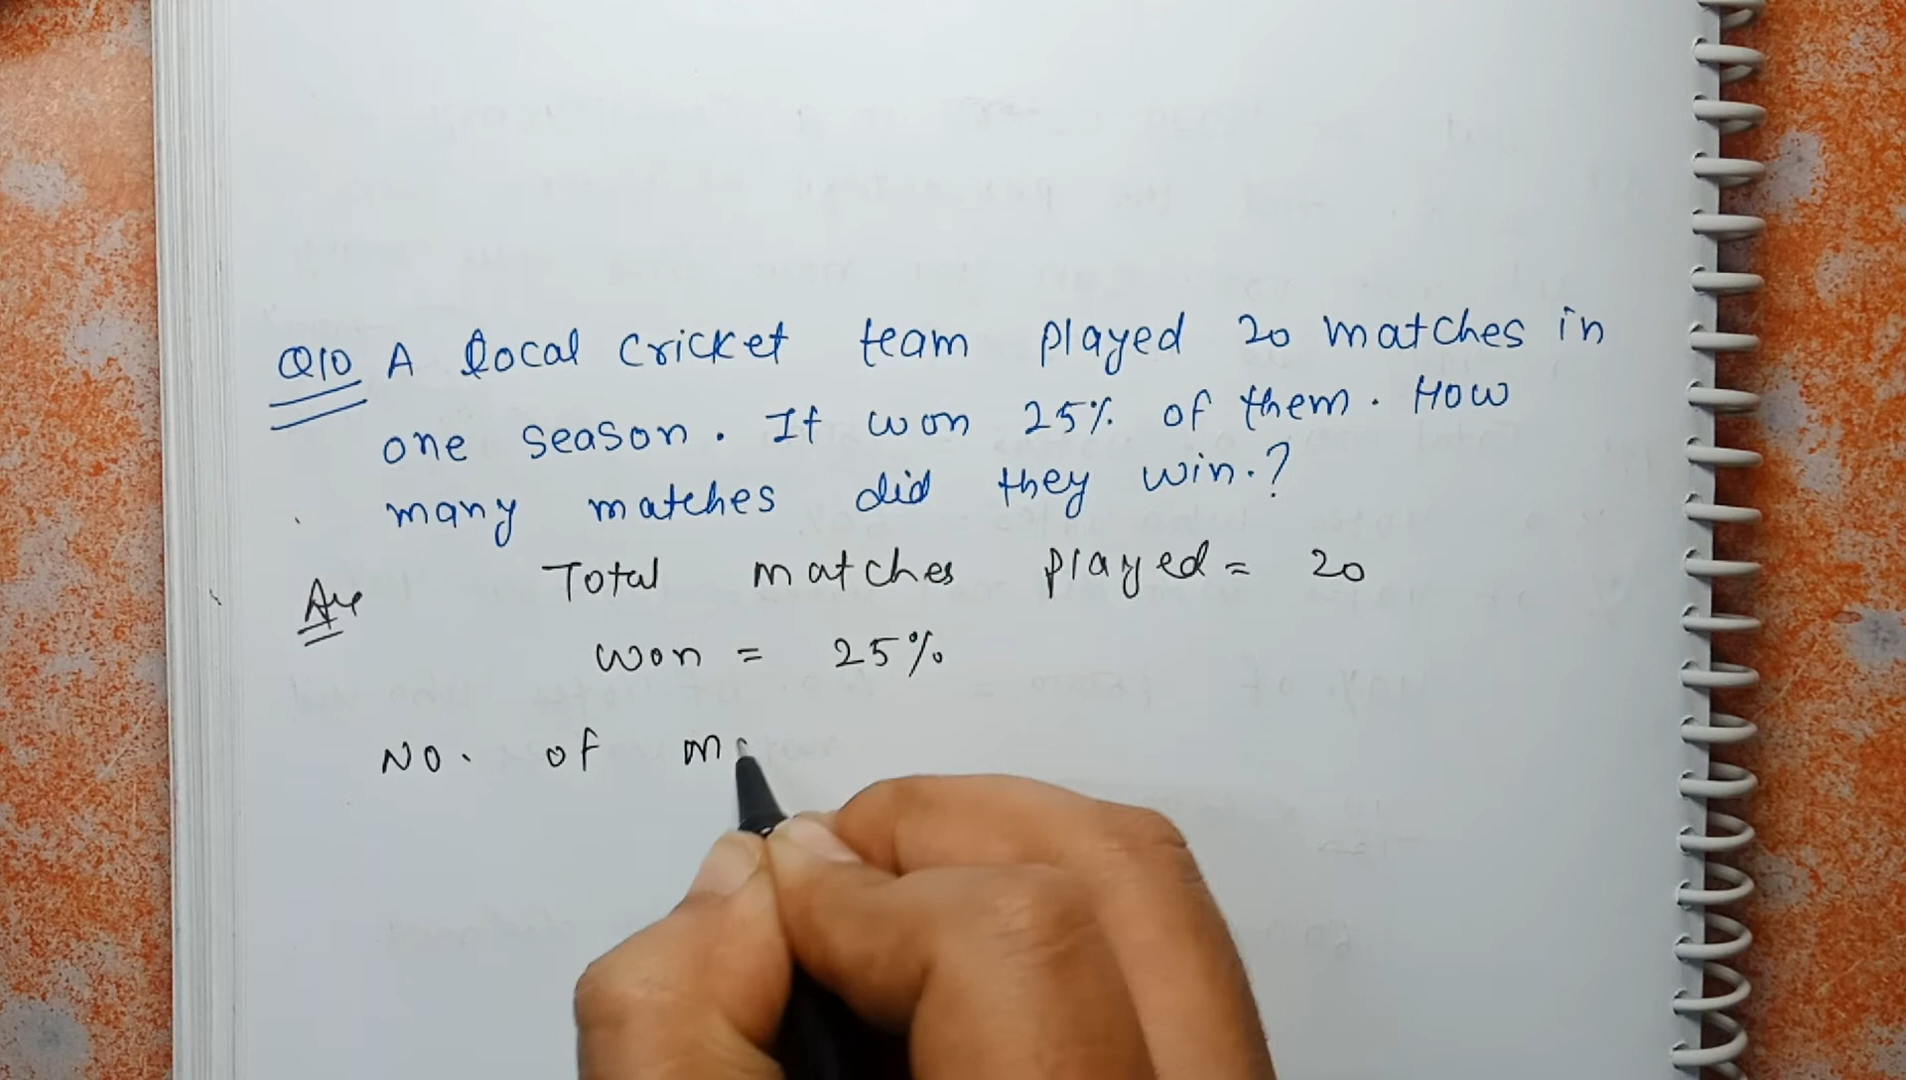 Q10 A local cricket team played 20 matches in
one season. It won 25% of them. How
many matches did they win.?
Total matches played = 20
won = 25%
No. of